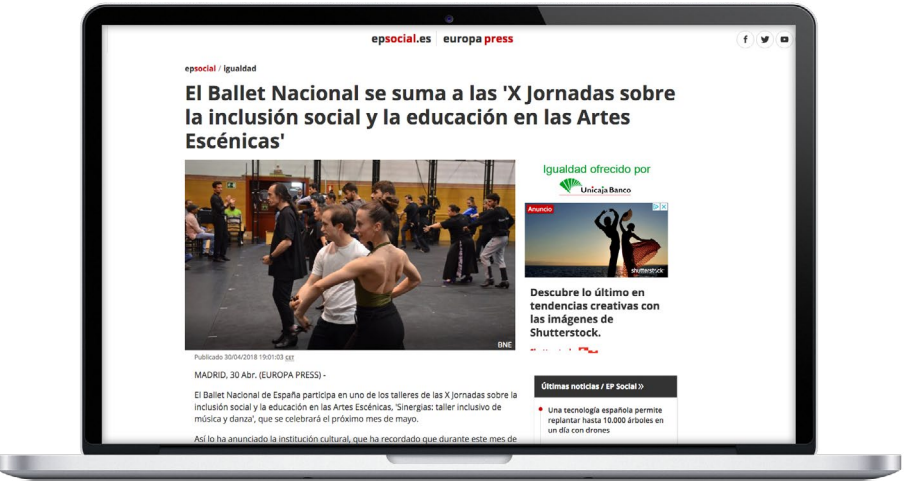 epsocial.es europa press
epsocial / igualdad
El Ballet Nacional se suma a las 'X Jornadas sobre
la inclusión social y la educación en las Artes
Escénicas'
BNE
Publicado 30/04/2018 19:01:03 CET
MADRID, 30 Abr. (EUROPA PRESS) -
El Ballet Nacional de España participa en uno de los talleres de las X Jornadas sobre la
inclusión social y la educación en las Artes Escénicas, 'Sinergias: taller inclusivo de
música y danza', que se celebrará el próximo mes de mayo.
Así lo ha anunciado la institución cultural, que ha recordado que durante este mes de
Igualdad ofrecido por
Unicaja Banco
Anuncio
shutterstock
Descubre lo último en
tendencias creativas con
las imágenes de
Shutterstock.
Últimas noticias / EP Social »
Una tecnología española permite
replantar hasta 10.000 árboles en
un día con drones